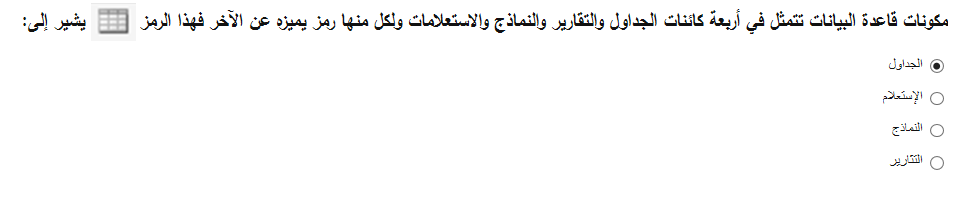 مكونات قاعدة البيانات تتمثل في أربعة كائنات الجداول والتقارير والنماذج والاستعلامات ولكل منها رمز يميزه عن الآخر فهذا الرمز يشير إلى:
الجداول
الإستعلام
النماذج
التقارير